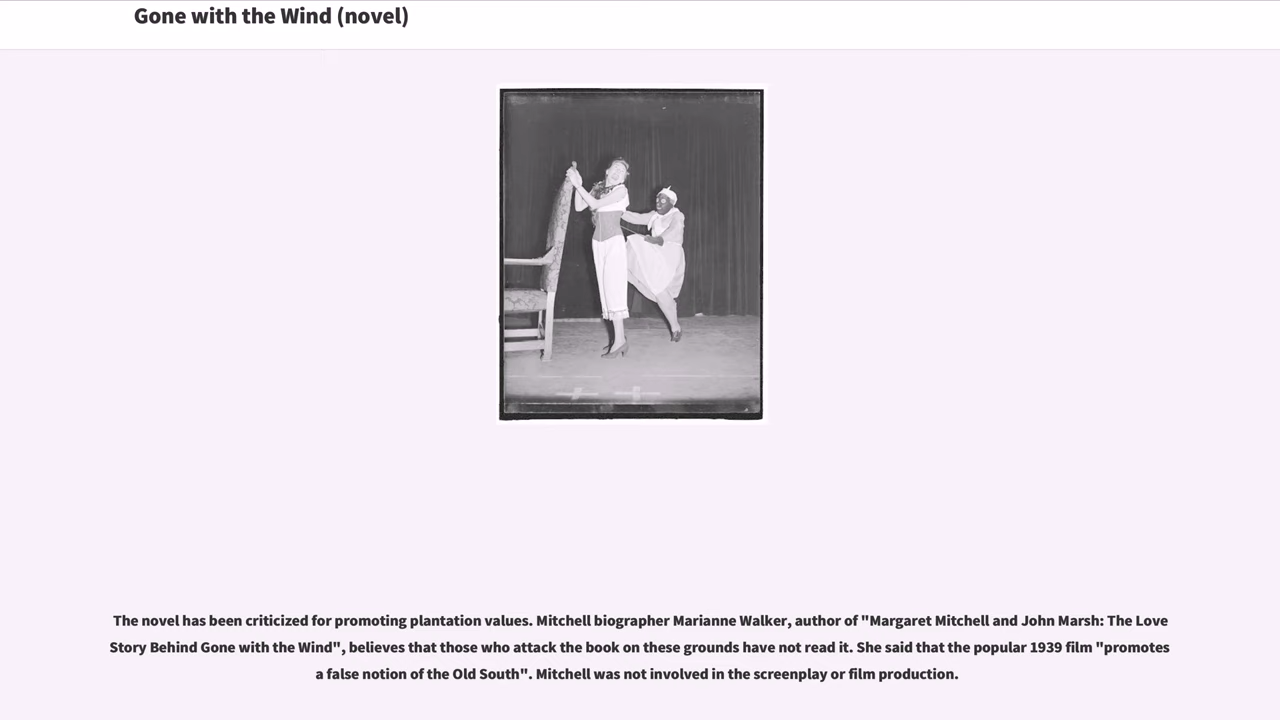 Gone with the Wind (novel)
The novel has been criticized for promoting plantation values. Mitchell biographer Marianne Walker, author of "Margaret Mitchell and John Marsh: The Love
Story Behind Gone with the Wind", believes that those who attack the book on these grounds have not read it. She said that the popular 1939 film "promotes
a false notion of the Old South". Mitchell was not involved in the screenplay or film production.